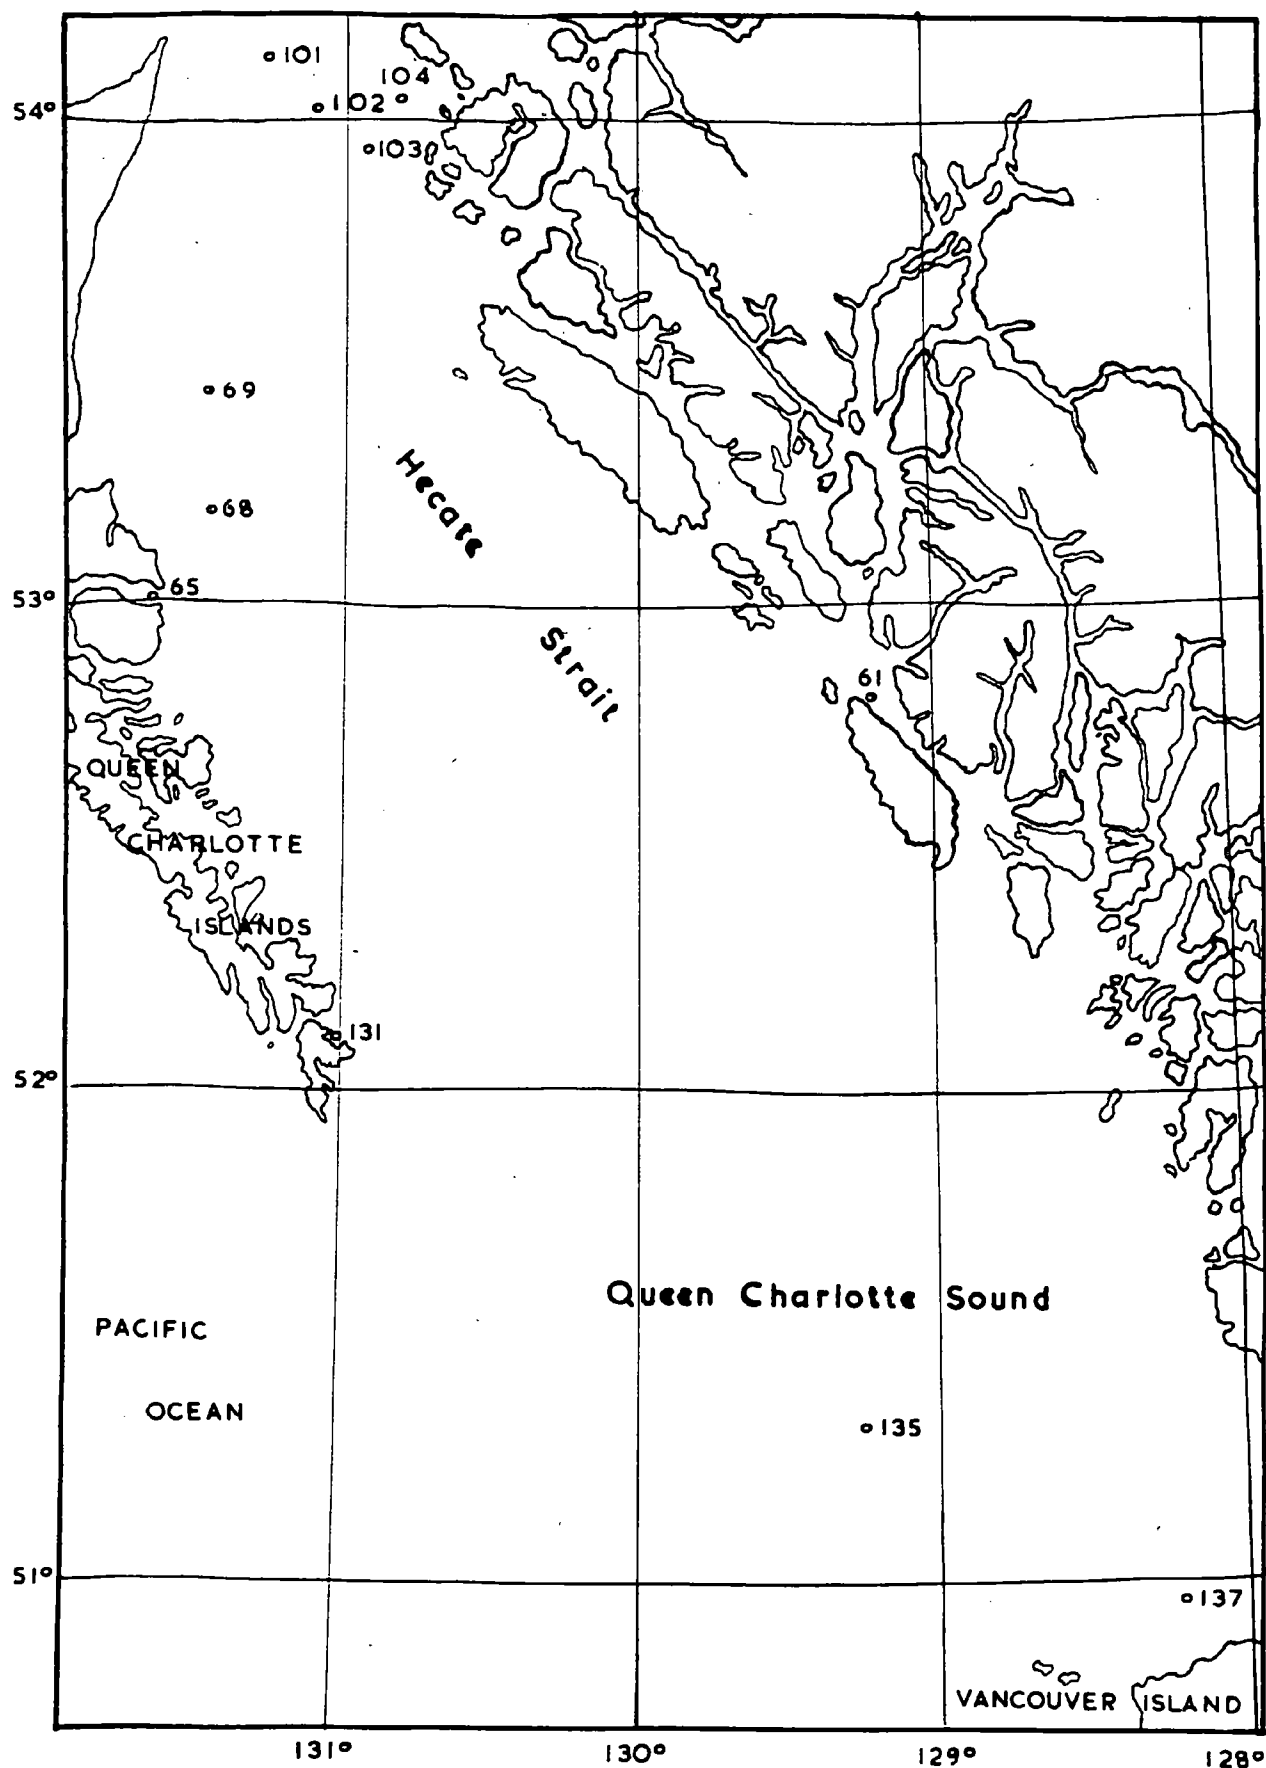 101
104
54°
102
103
69
Hecate
68
65
53°
Strait
61
QUEEN
CHARLOTTE
ISLANDS
131
52°
Queen Charlotte Sound
PACIFIC
OCEAN
135
51°
137
VANCOUVER ISLAND
131° 130° 129° 128°